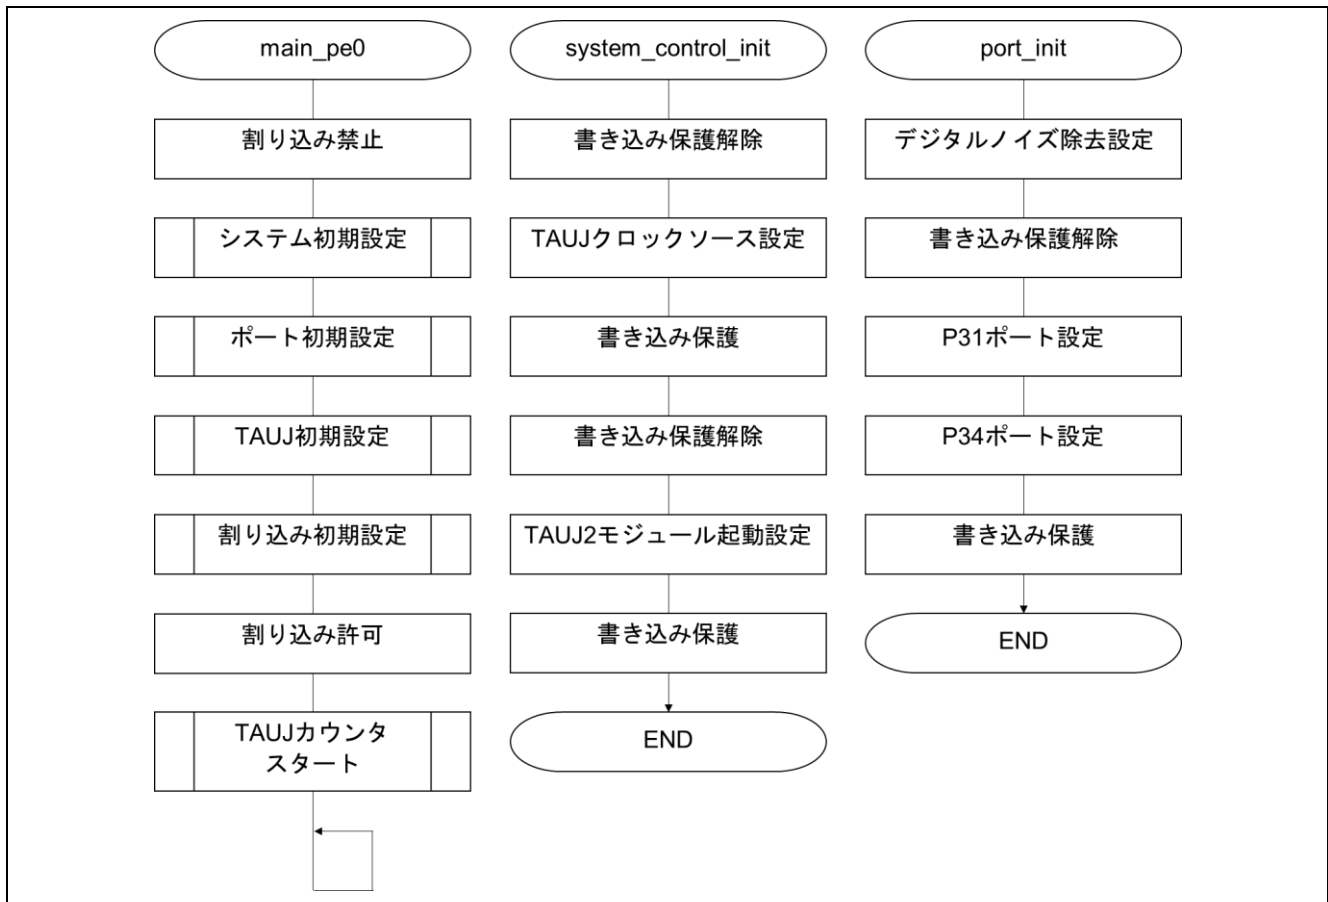 main_pe0
割り込み禁止
システム初期設定
ポート初期設定
TAUJ初期設定
割り込み初期設定
割り込み許可
TAUJカウンタ
スタート
system_control_init
書き込み保護解除
TAUJクロックソース設定
書き込み保護
書き込み保護解除
TAUJ2モジュール起動設定
書き込み保護
END
port_init
デジタルノイズ除去設定
書き込み保護解除
P31ポート設定
P34ポート設定
書き込み保護
END